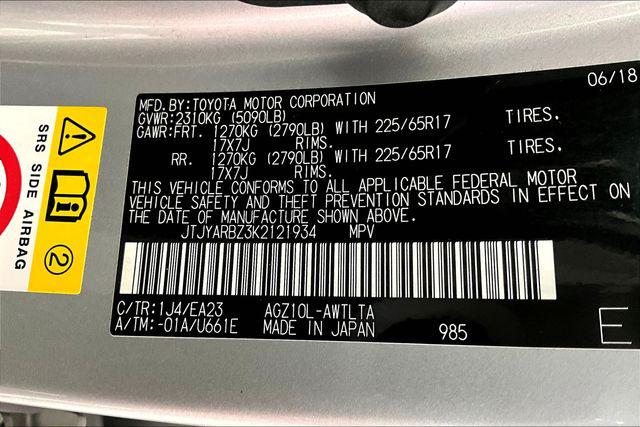 06/18
MFD.BY:TOYOTA MOTOR CORPORATION
GVWR:2310KG (5090LB)
GAWR:FRT. 1270KG (2790LB) WITH 225/65R17 TIRES.
17X7J RIMS.
RR. 1270KG (2790LB) WITH 225/65R17 TIRES.
17X7J RIMS.
THIS VEHICLE CONFORMS TO ALL APPLICABLE FEDERAL MOTOR
VEHICLE SAFETY AND THEFT PREVENTION STANDARDS IN EFFECT ON
THE DATE OF MANUFACTURE SHOWN ABOVE.
JTJYARBZ3K2121934 MPV
C/TR:1J4/EA23 AGZ10L-AWTLTA
A/TM:-01A/U661E MADE IN JAPAN 985 E
SRS SIDE AIRBAG
2